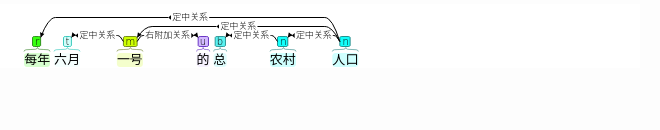 定中关系
定中关系
定中关系 右附加关系 定中关系 定中关系
r t m u b n n
每年 六月 一号 的 总 农村 人口